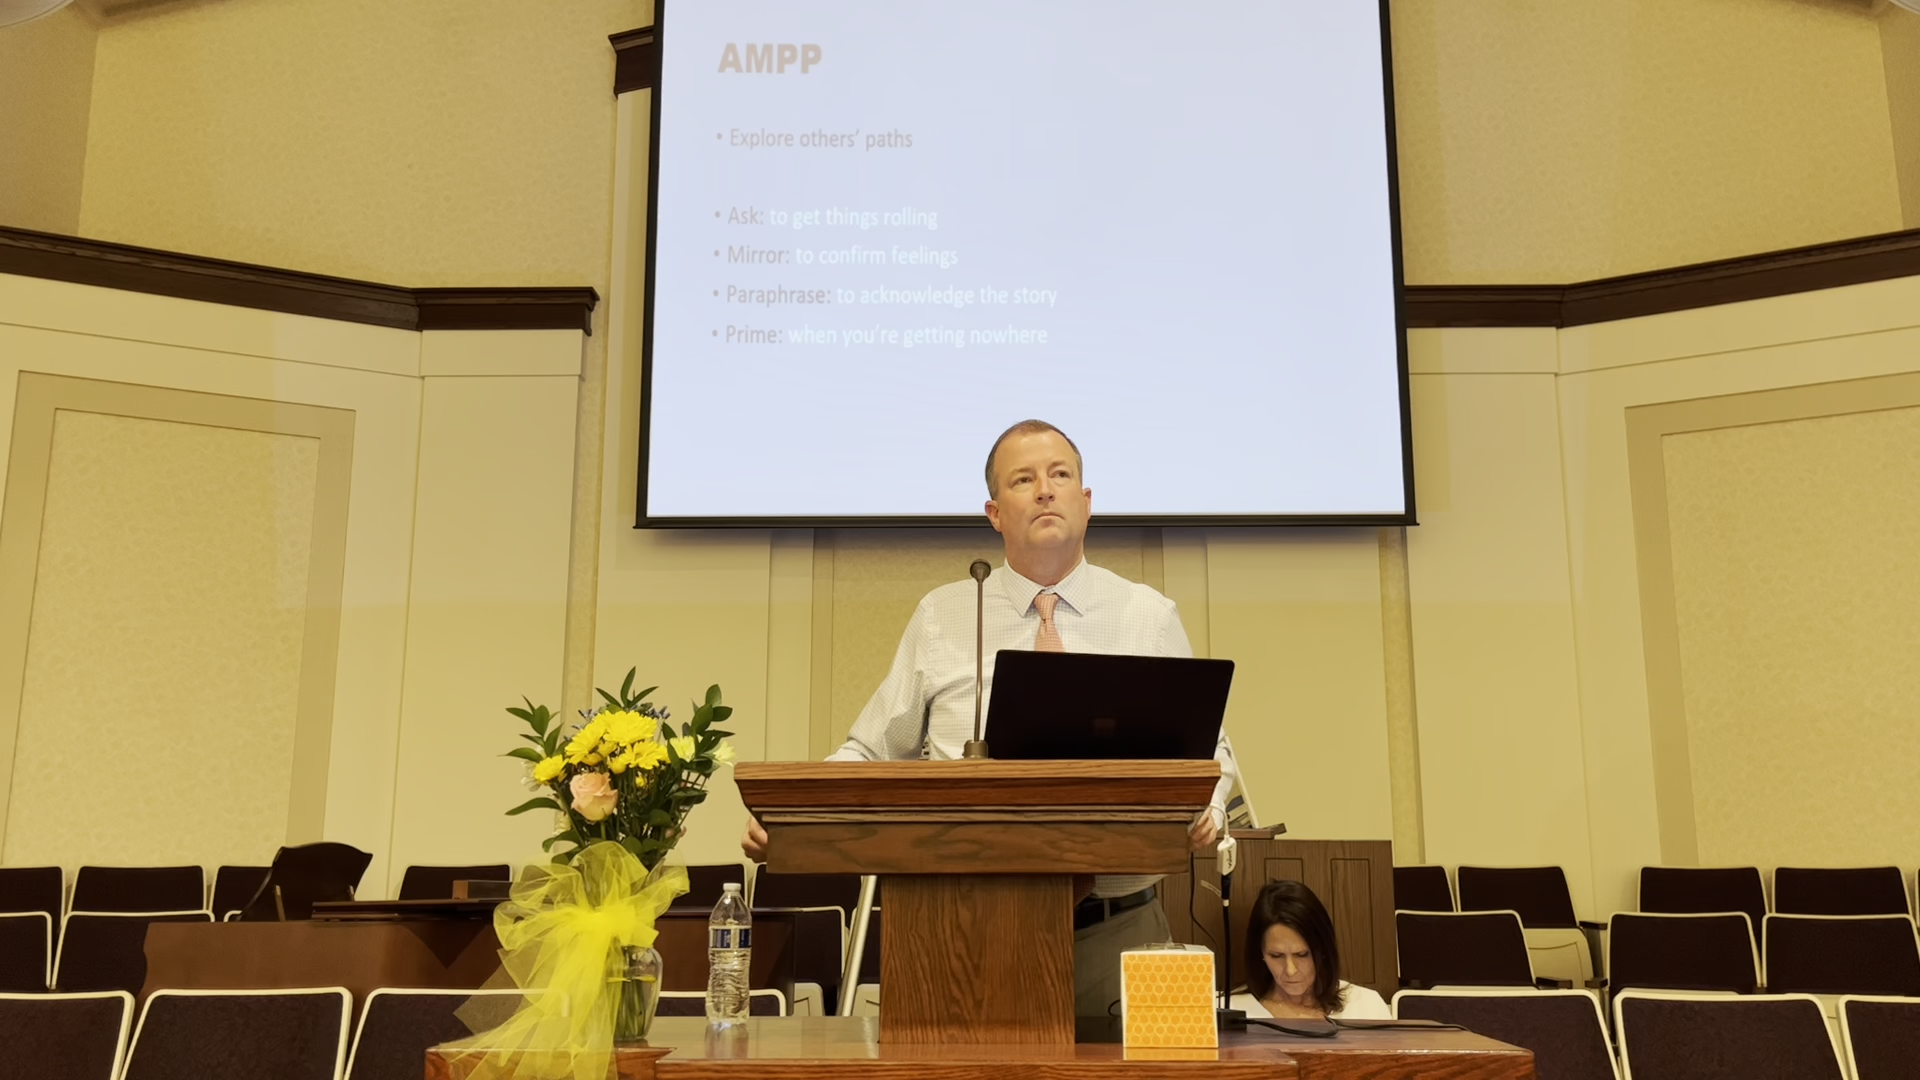 AMPP
• Explore others' paths
• Ask: to get things rolling
• Mirror: to confirm feelings
• Paraphrase: to acknowledge the story
• Prime: when you're getting nowhere